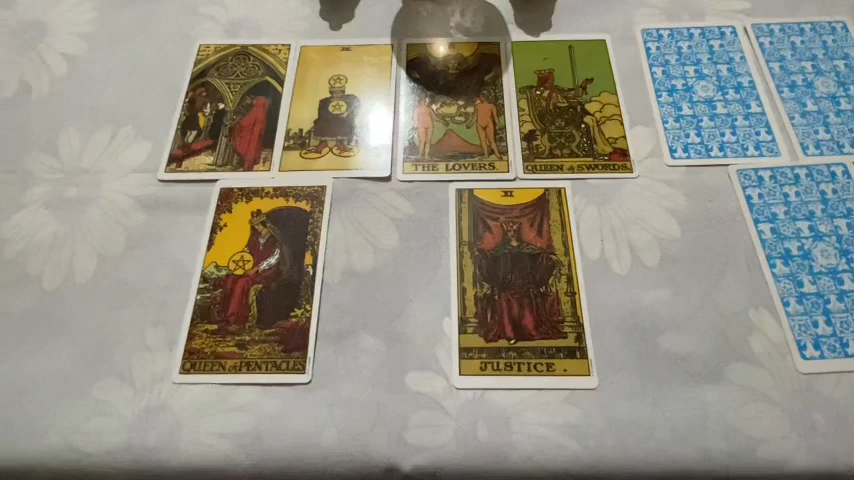 THE LOVERS.
QUEEN of SWORDS.
XI
QUEEN of PENTACLES
JUSTICE .